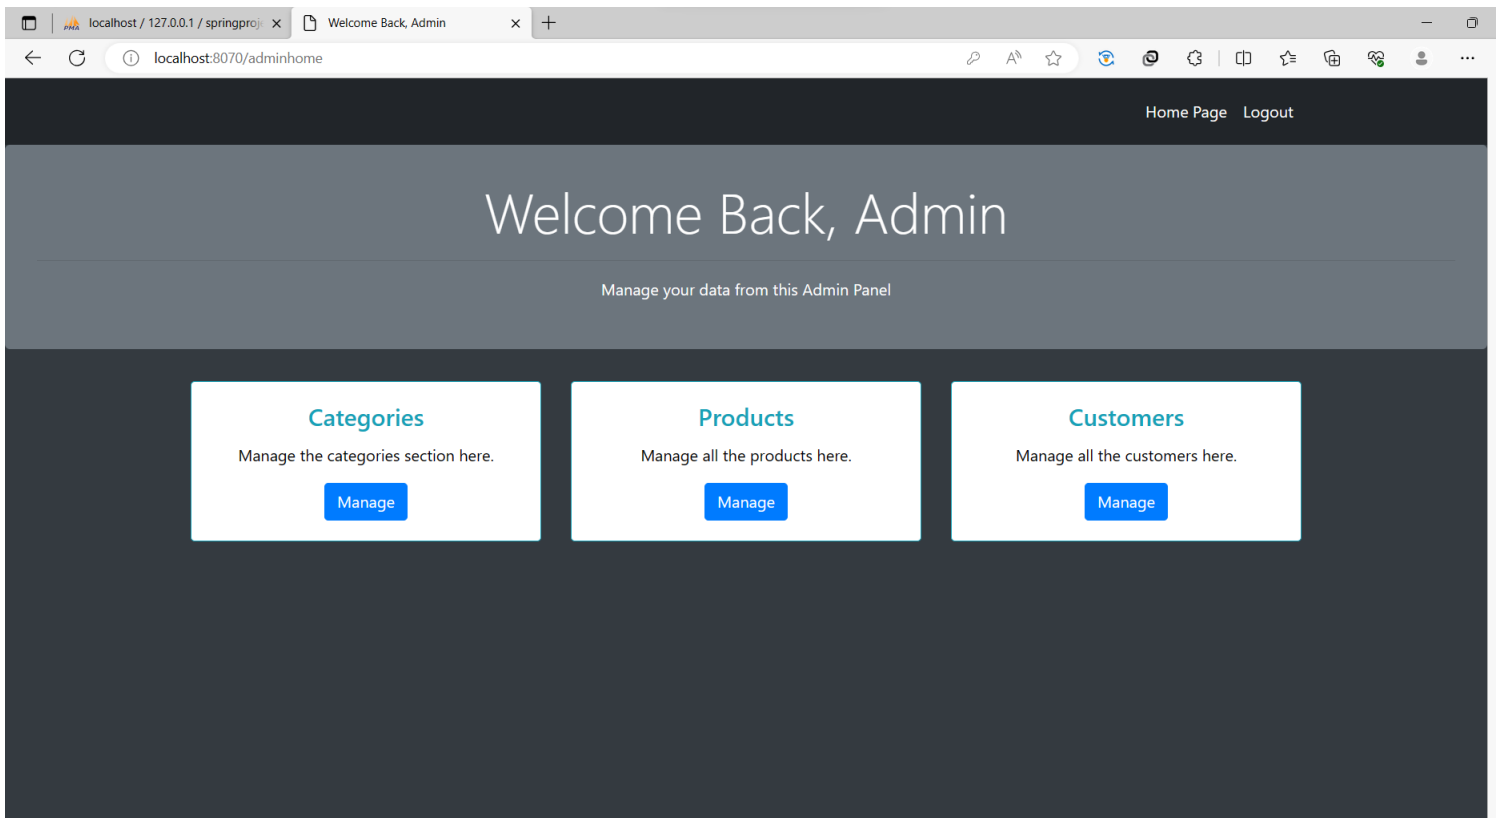 PMA localhost / 127.0.0.1 / springproj
Welcome Back, Admin
localhost:8070/adminhome
Home Page Logout
Welcome Back, Admin
Manage your data from this Admin Panel
Categories
Manage the categories section here.
Manage
Products
Manage all the products here.
Manage
Customers
Manage all the customers here.
Manage